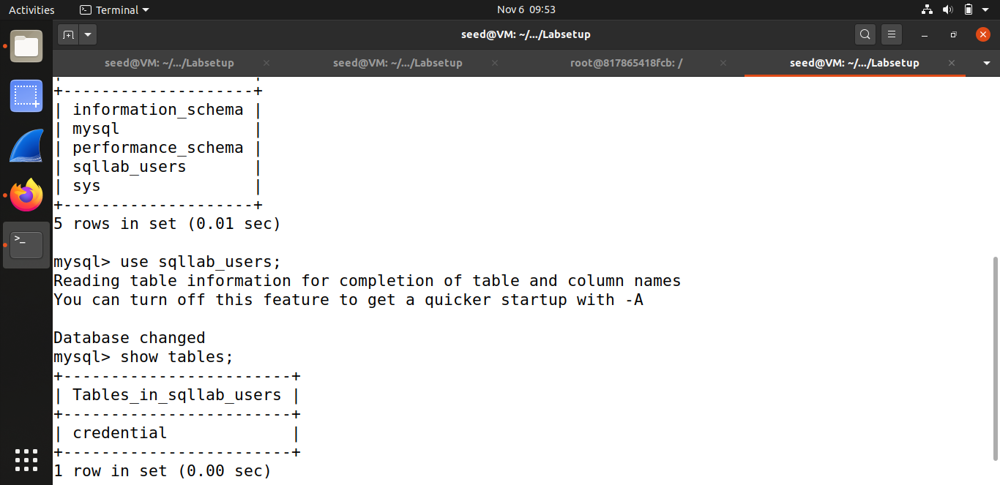 Activities
Terminal
Nov 6 09:53
seed@VM: ~/.../Labsetup
seed@VM: ~/.../Labsetup
seed@VM: ~/.../Labsetup
root@817865418fcb: /
seed@VM: ~/.../Labsetup
+--------------------+
| information_schema |
| mysql              |
| performance_schema |
| sqllab_users       |
| sys                |
+--------------------+
5 rows in set (0.01 sec)
mysql> use sqllab_users;
Reading table information for completion of table and column names
You can turn off this feature to get a quicker startup with -A
Database changed
mysql> show tables;
+------------------------+
| Tables_in_sqllab_users |
+------------------------+
| credential             |
+------------------------+
1 row in set (0.00 sec)